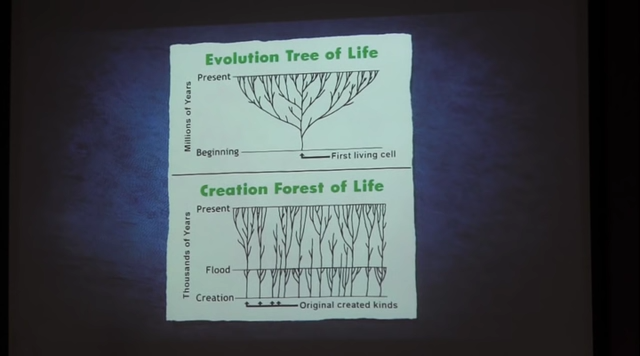 Evolution Tree of Life
Present
Millions of Years
Beginning
First living cell
Creation Forest of Life
Present
Thousands of Years
Flood
Creation
Original created kinds